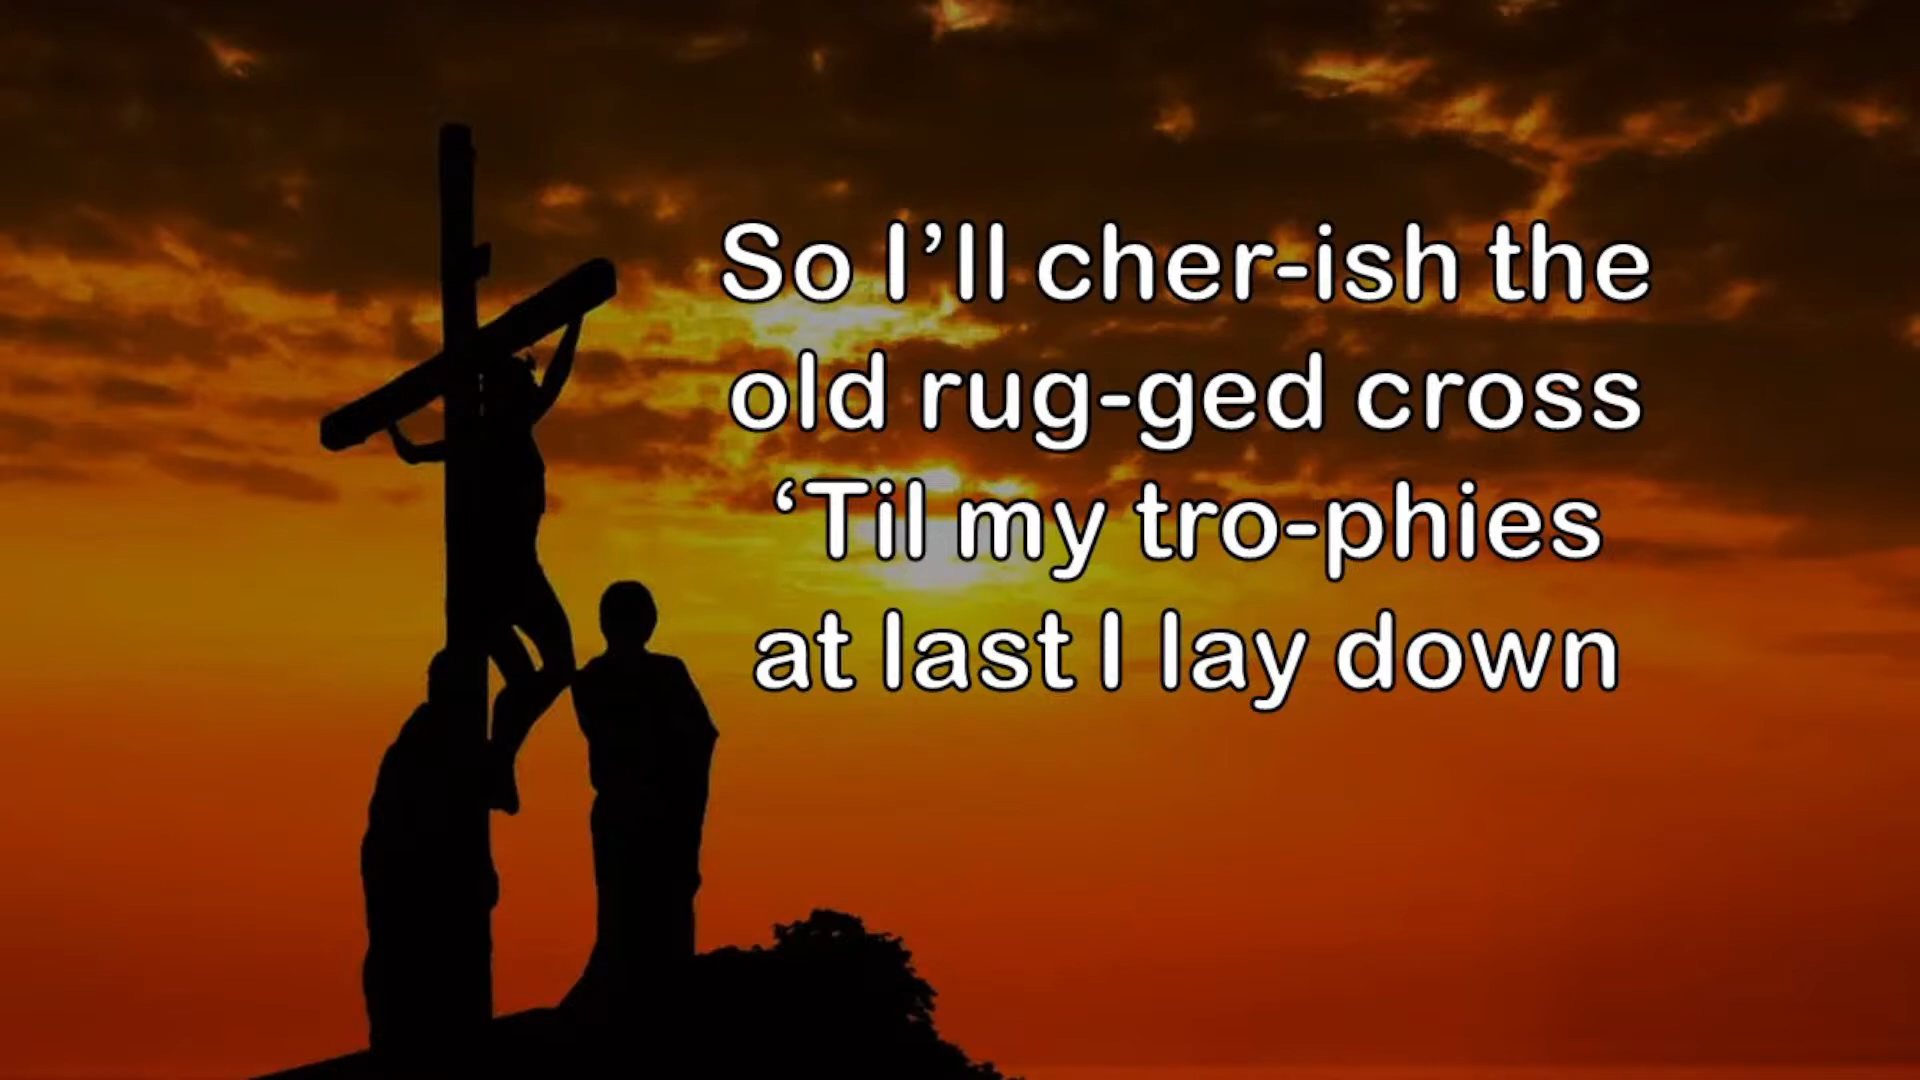 So I’ll cher-ish the
old rug-ged cross
‘Til my tro-phies
at last I lay down